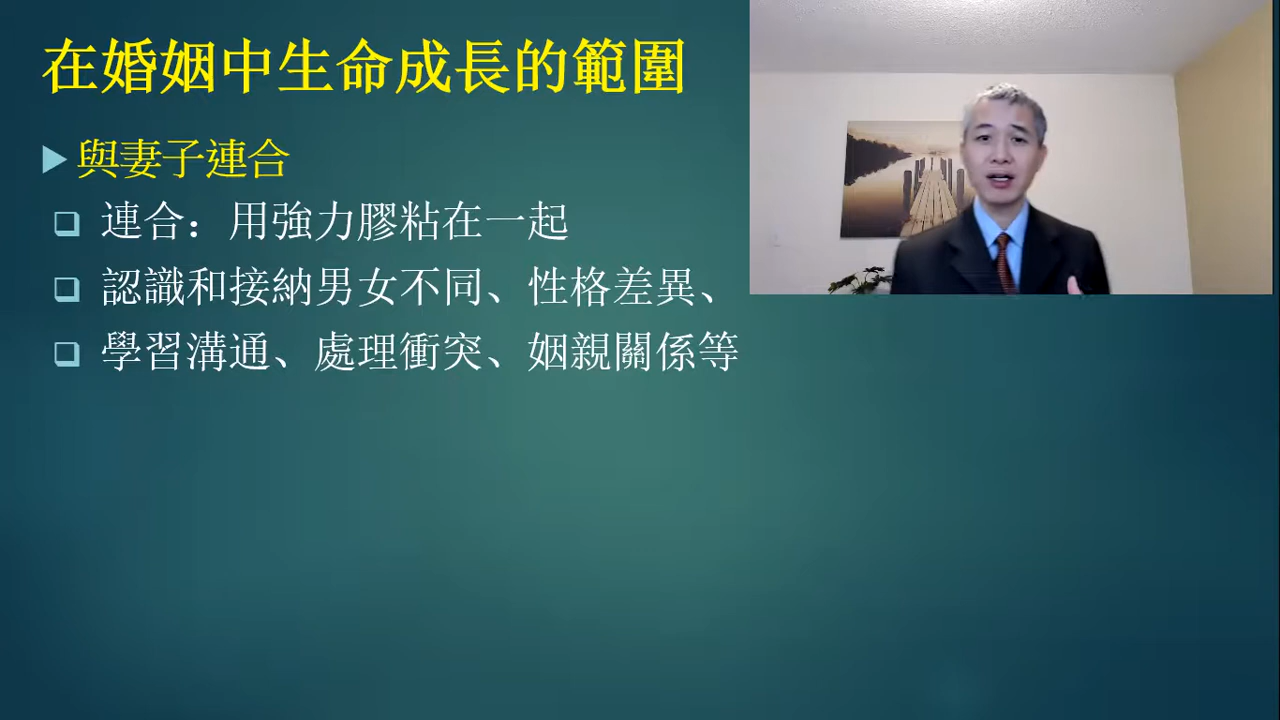 在婚姻中生命成長的範圍
與妻子連合
連合：用強力膠粘在一起
認識和接納男女不同、性格差異、
學習溝通、處理衝突、姻親關係等